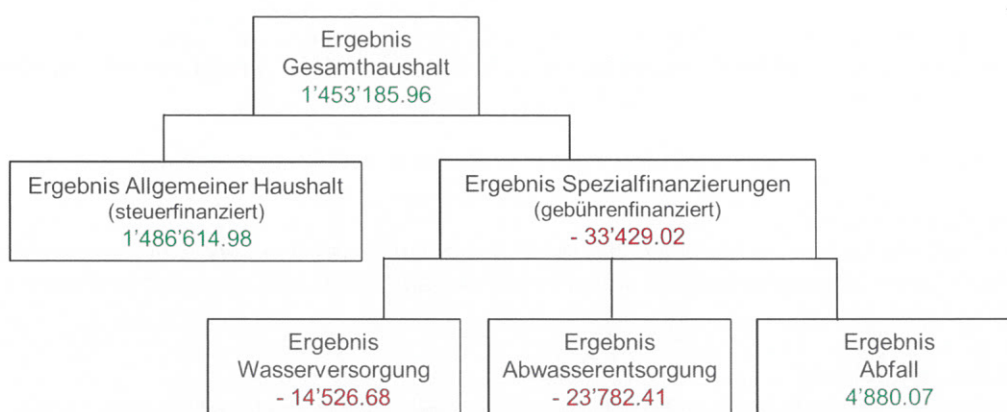 Ergebnis
Gesamthaushalt
1'453'185.96
Ergebnis Allgemeiner Haushalt
(steuerfinanziert)
1'486'614.98
Ergebnis Spezialfinanzierungen
(gebührenfinanziert)
- 33'429.02
Ergebnis
Wasserversorgung
- 14'526.68
Ergebnis
Abwasserentsorgung
- 23'782.41
Ergebnis
Abfall
4'880.07